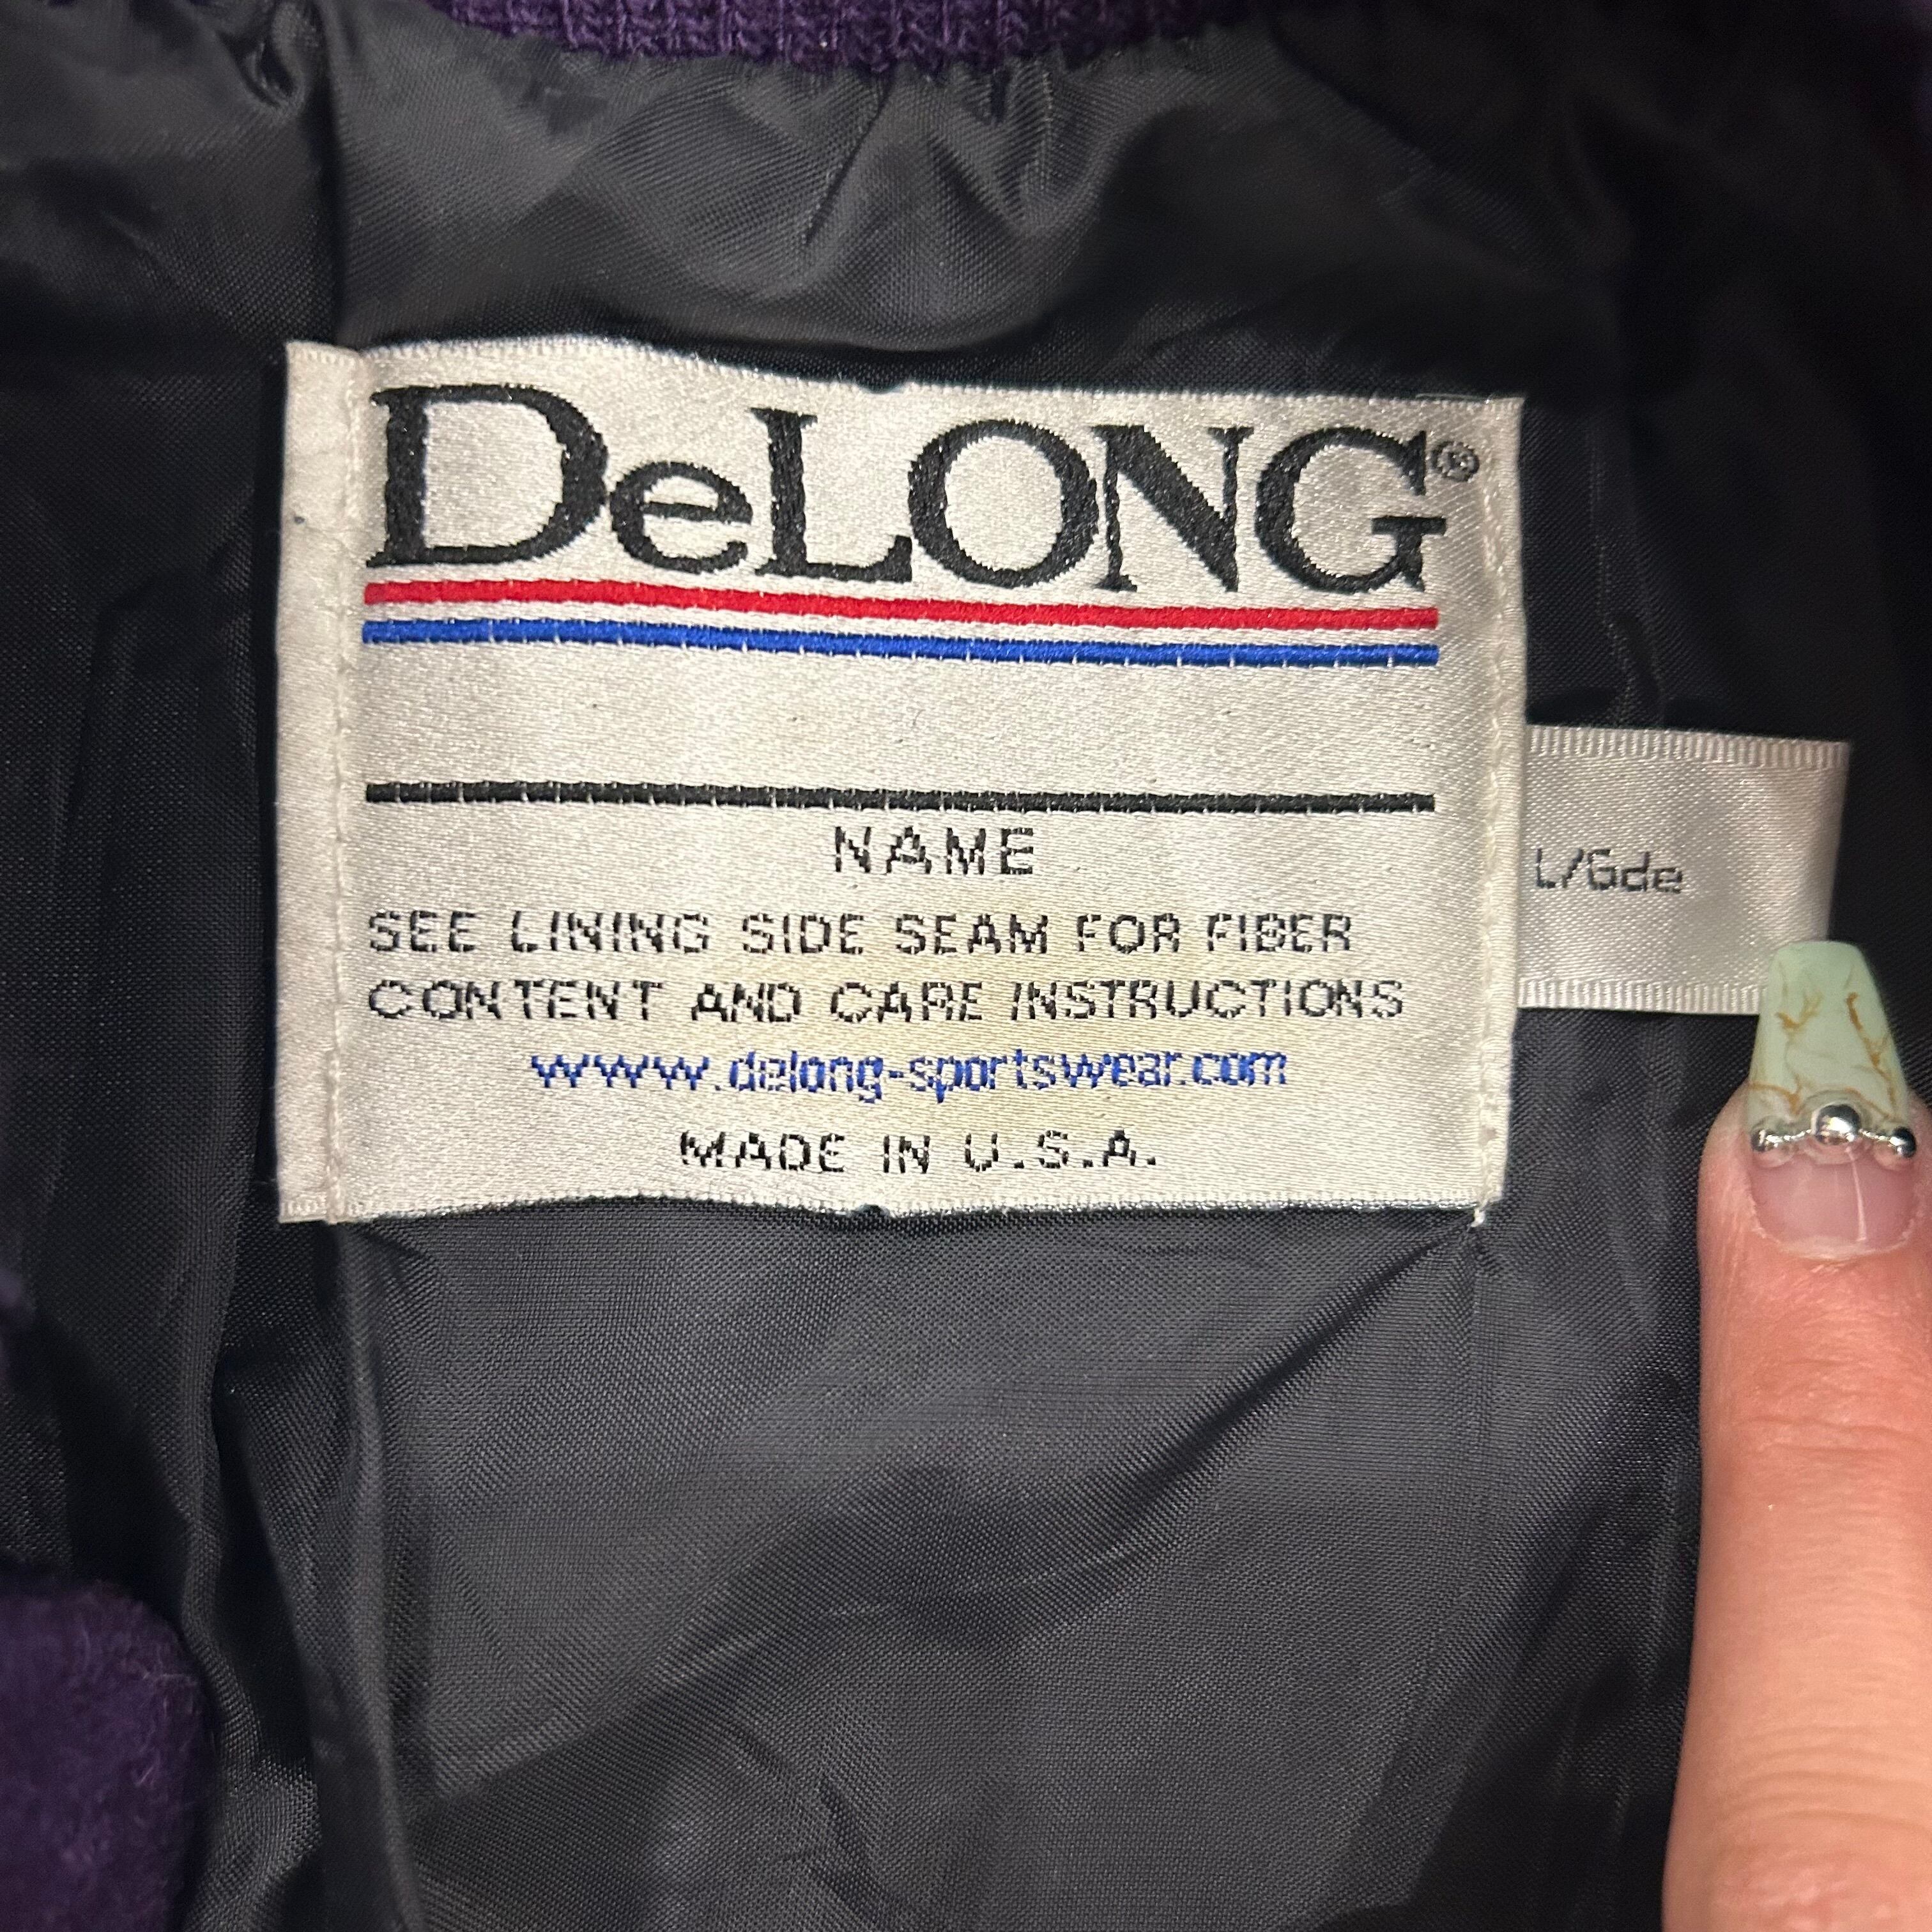 DeLONG®
NAME
L/Gde
SEE LINING SIDE SEAM FOR FIBER
CONTENT AND CARE INSTRUCTIONS
www.delong-sportswear.com
MADE IN U.S.A.